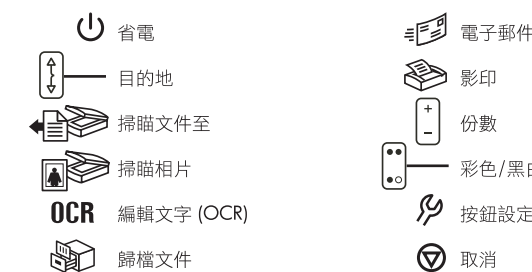 省電
目的地
掃瞄文件至
掃瞄相片
OCR 編輯文字 (OCR)
歸檔文件
電子郵件
影印
+
-
份數
彩色/黑白
按鈕設定
取消